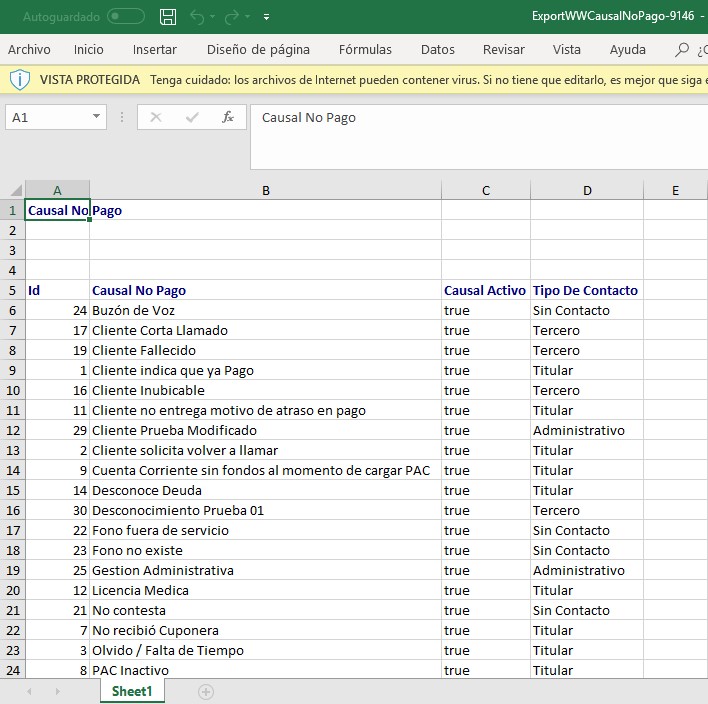 Autoguardado ExportWWCausalNoPago-9146 -
Archivo Inicio Insertar Diseño de página Fórmulas Datos Revisar Vista Ayuda
VISTA PROTEGIDA Tenga cuidado: los archivos de Internet pueden contener virus. Si no tiene que editarlo, es mejor que siga e
A1 fx Causal No Pago
A B C D E
1 Causal No Pago
2
3
4
5 Id Causal No Pago Causal Activo Tipo De Contacto
6 24 Buzón de Voz true Sin Contacto
7 17 Cliente Corta Llamado true Tercero
8 19 Cliente Fallecido true Tercero
9 1 Cliente indica que ya Pago true Titular
10 16 Cliente Inubicable true Tercero
11 11 Cliente no entrega motivo de atraso en pago true Titular
12 29 Cliente Prueba Modificado true Administrativo
13 2 Cliente solicita volver a llamar true Titular
14 9 Cuenta Corriente sin fondos al momento de cargar PAC true Titular
15 14 Desconoce Deuda true Titular
16 30 Desconocimiento Prueba 01 true Tercero
17 22 Fono fuera de servicio true Sin Contacto
18 23 Fono no existe true Sin Contacto
19 25 Gestion Administrativa true Administrativo
20 12 Licencia Medica true Titular
21 21 No contesta true Sin Contacto
22 7 No recibió Cuponera true Titular
23 3 Olvido / Falta de Tiempo true Titular
24 8 PAC Inactivo true Titular
Sheet1